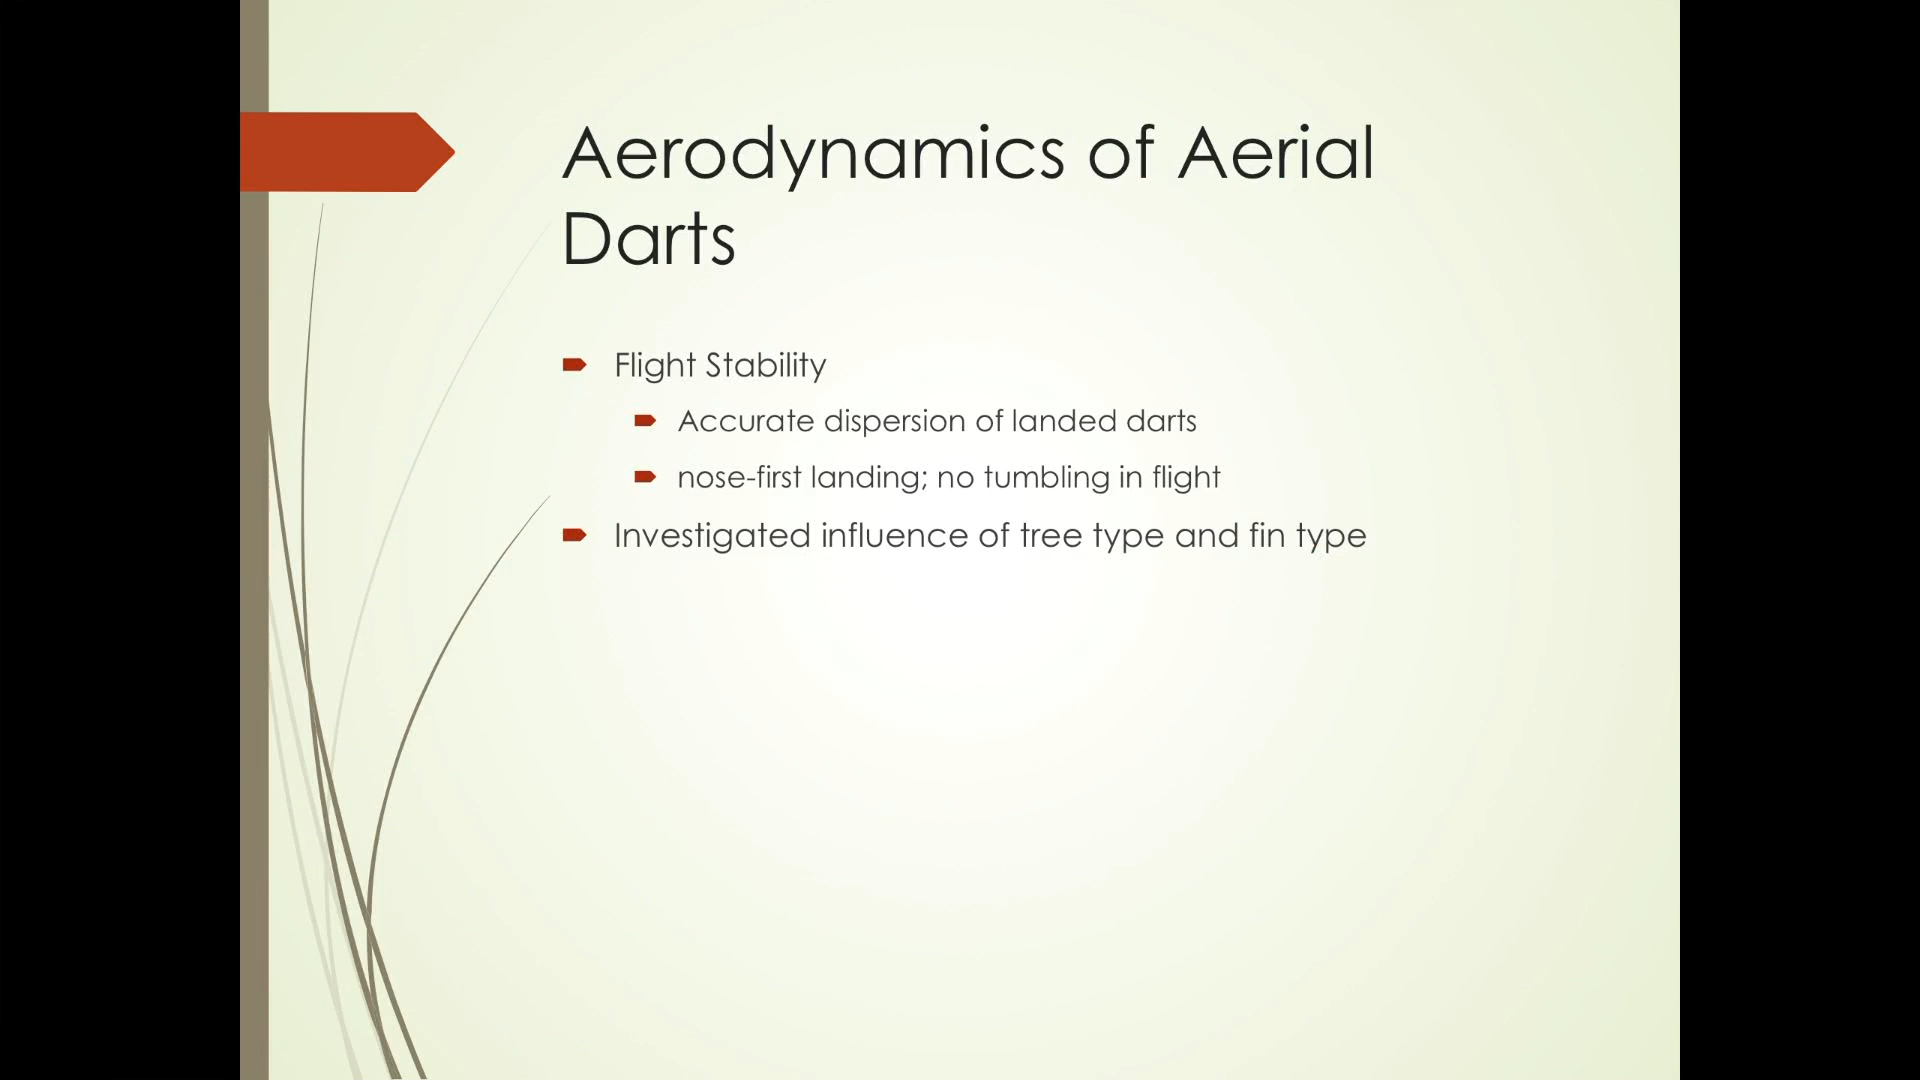 Aerodynamics of Aerial
Darts
Flight Stability
Accurate dispersion of landed darts
nose-first landing; no tumbling in flight
Investigated influence of tree type and fin type